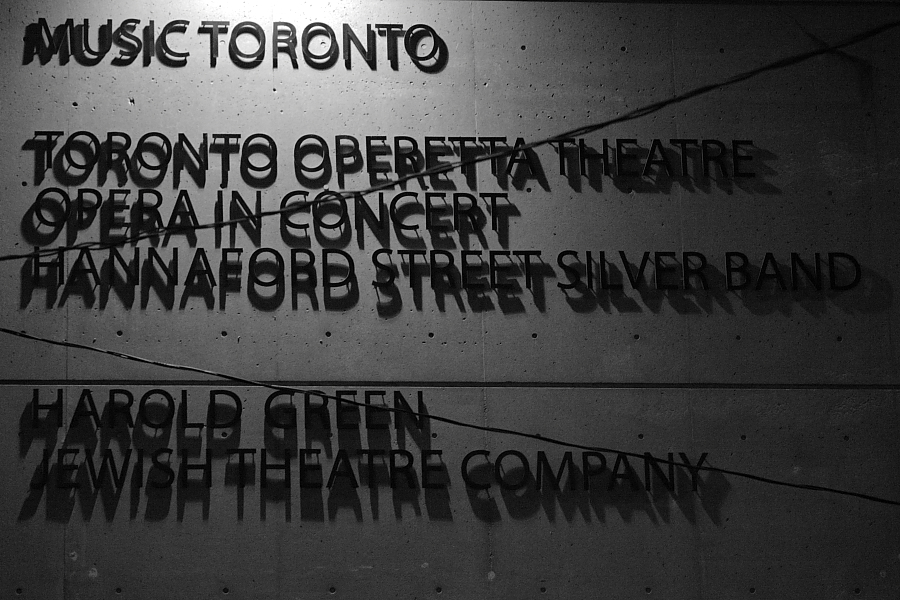 MUSIC TORONTO
TORONTO OPERETTA THEATRE
OPERA IN CONCERT
HANNAFORD STREET SILVER BAND
HAROLD GREEN
JEWISH THEATRE COMPANY